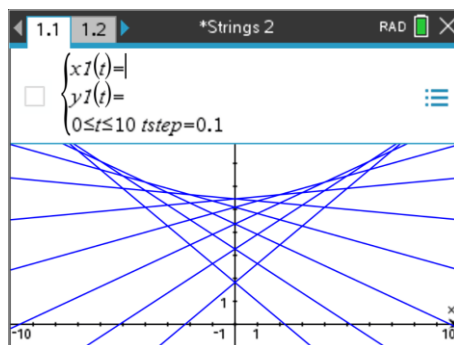 1.1 1.2 *Strings 2 RAD
x1(t)=
y1(t)=
0≤t≤10 tstep=0.1
1
x
-10 -1 1 10